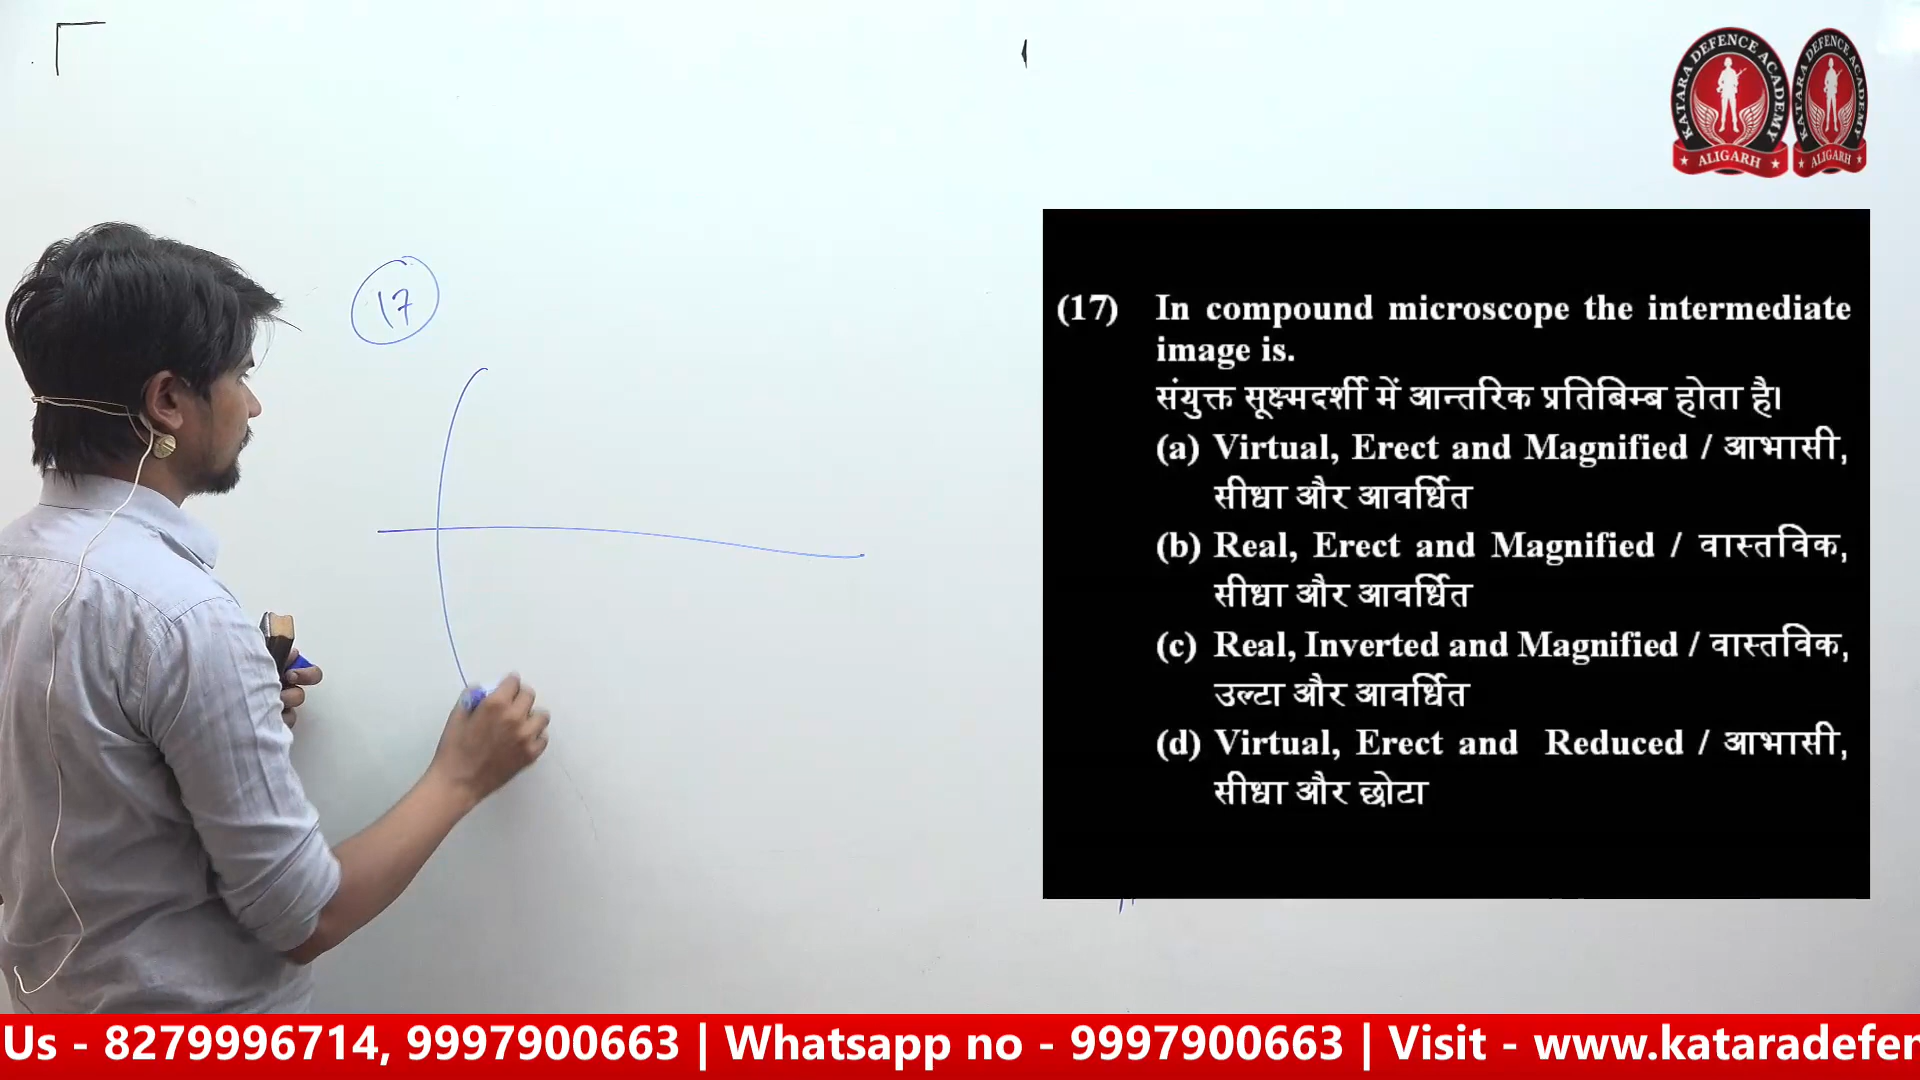 KATARA DEFENCE ACADEMY
ALIGARH
KATARA DEFENCE ACADEMY
ALIGARH
17
(17) In compound microscope the intermediate
image is.
संयुक्त सूक्ष्मदर्शी में आन्तरिक प्रतिबिम्ब होता है।
(a) Virtual, Erect and Magnified / आभासी,
सीधा और आवर्धित
(b) Real, Erect and Magnified / वास्तविक,
सीधा और आवर्धित
(c) Real, Inverted and Magnified / वास्तविक,
उल्टा और आवर्धित
(d) Virtual, Erect and Reduced / आभासी,
सीधा और छोटा
Us - 8279996714, 9997900663 | Whatsapp no - 9997900663 | Visit - www.kataradefen